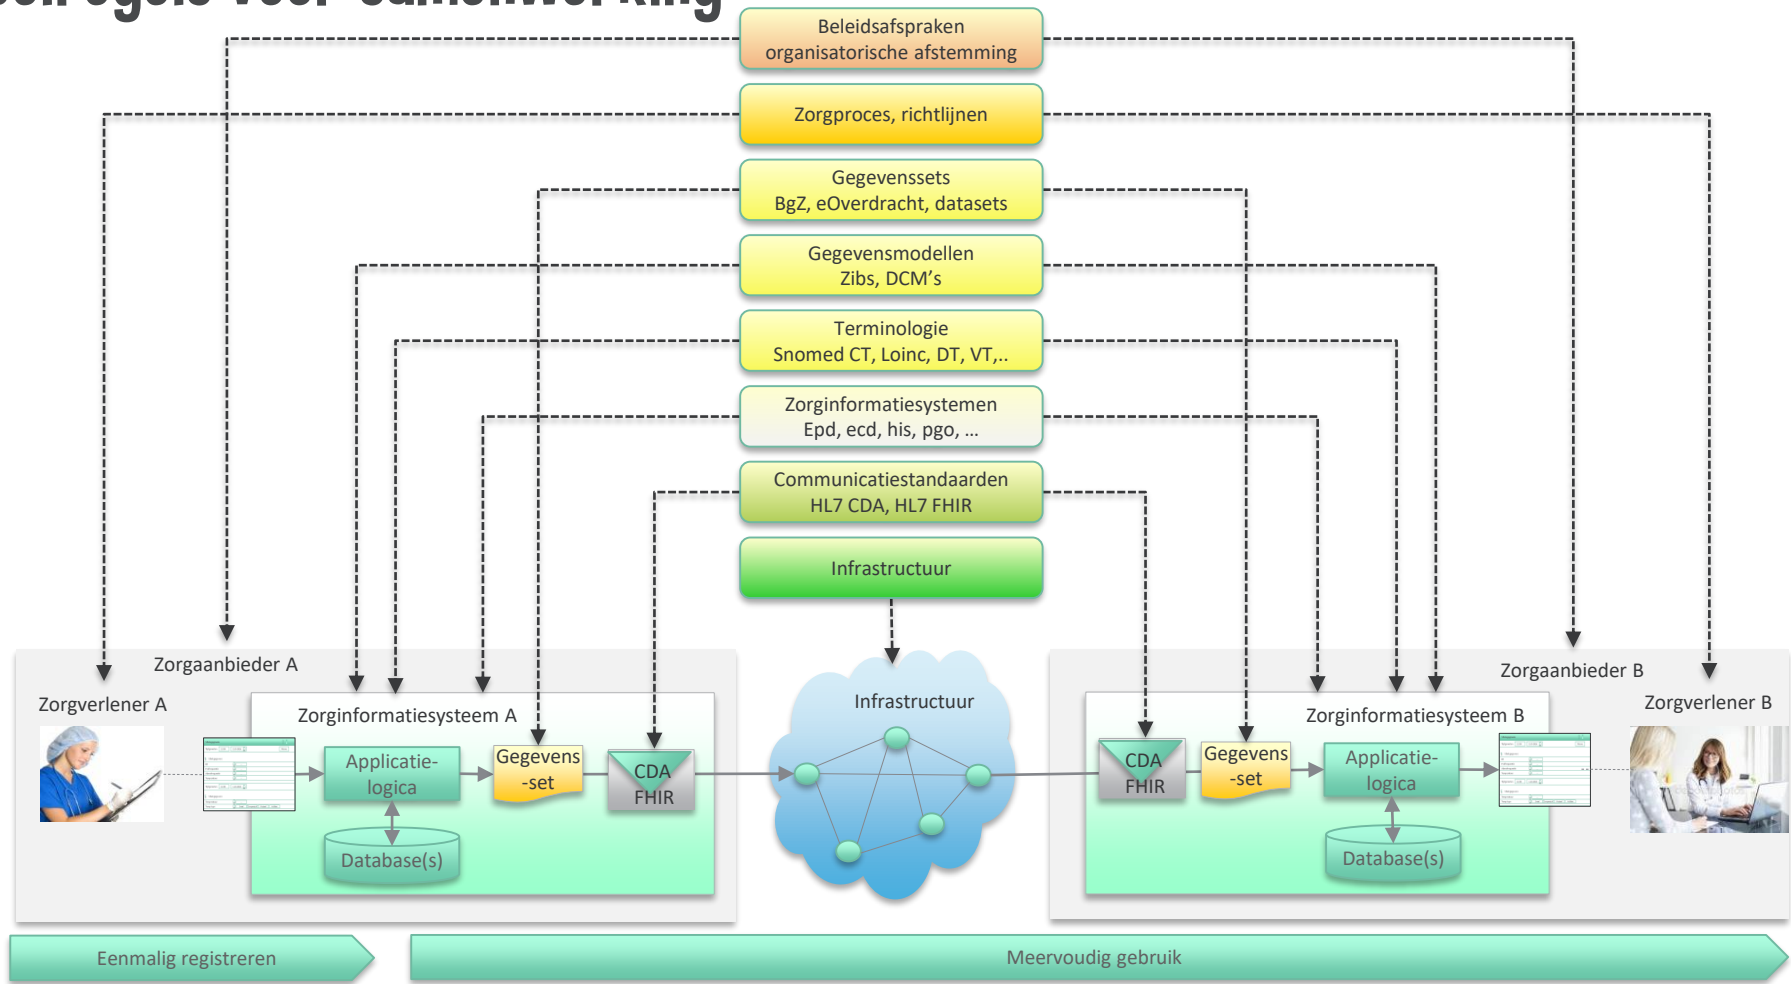 voor samenwerking
Beleidsafspraken
organisatorische afstemming
Zorgproces, richtlijnen
Gegevenssets
BgZ, eOverdracht, datasets
Gegevensmodellen
Zibs, DCM’s
Terminologie
Snomed CT, Loinc, DT, VT,..
Zorginformatiesystemen
Epd, ecd, his, pgo, ...
Communicatiestandaarden
HL7 CDA, HL7 FHIR
Infrastructuur
Zorgaanbieder A
Zorgverlener A
Zorginformatiesysteem A
Applicatie-
logica
Gegevens
-set
CDA
FHIR
Database(s)
Infrastructuur
Zorgaanbieder B
Zorgverlener B
Zorginformatiesysteem B
CDA
FHIR
Gegevens
-set
Applicatie-
logica
Database(s)
Eenmalig registreren
Meervoudig gebruik